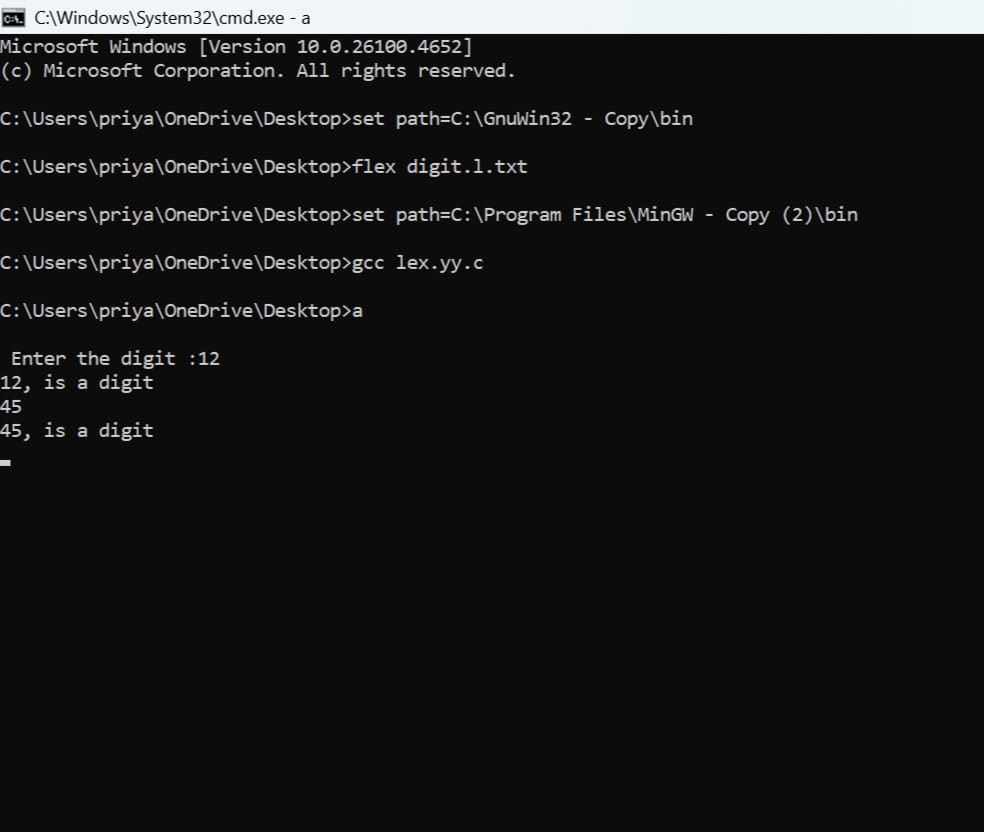 C:\Windows\System32\cmd.exe - a
Microsoft Windows [Version 10.0.26100.4652]
(c) Microsoft Corporation. All rights reserved.
C:\Users\priya\OneDrive\Desktop>set path=C:\GnuWin32 - Copy\bin
C:\Users\priya\OneDrive\Desktop>flex digit.l.txt
C:\Users\priya\OneDrive\Desktop>set path=C:\Program Files\MinGW - Copy (2)\bin
C:\Users\priya\OneDrive\Desktop>gcc lex.yy.c
C:\Users\priya\OneDrive\Desktop>a
Enter the digit :12
12, is a digit
45
45, is a digit